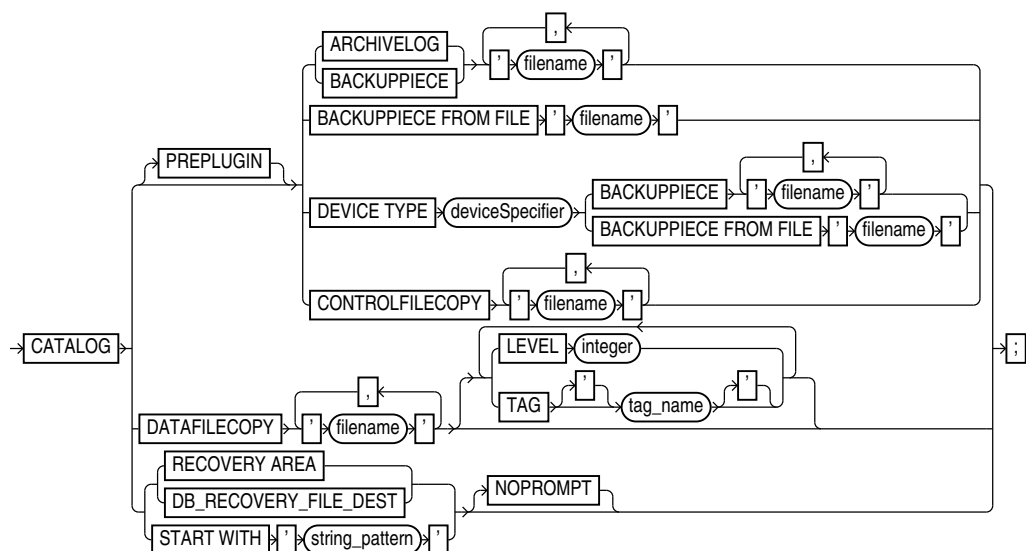 ,
ARCHIVELOG
' filename '
BACKUPPIECE
BACKUPPIECE FROM FILE ' filename '
PREPLUGIN
,
BACKUPPIECE ' filename '
DEVICE TYPE deviceSpecifier
BACKUPPIECE FROM FILE ' filename '
,
CONTROLFILECOPY ' filename '
CATALOG ;
LEVEL integer
,
' '
TAG tag_name
DATAFILECOPY ' filename '
RECOVERY AREA
NOPROMPT
DB_RECOVERY_FILE_DEST
START WITH ' string_pattern '